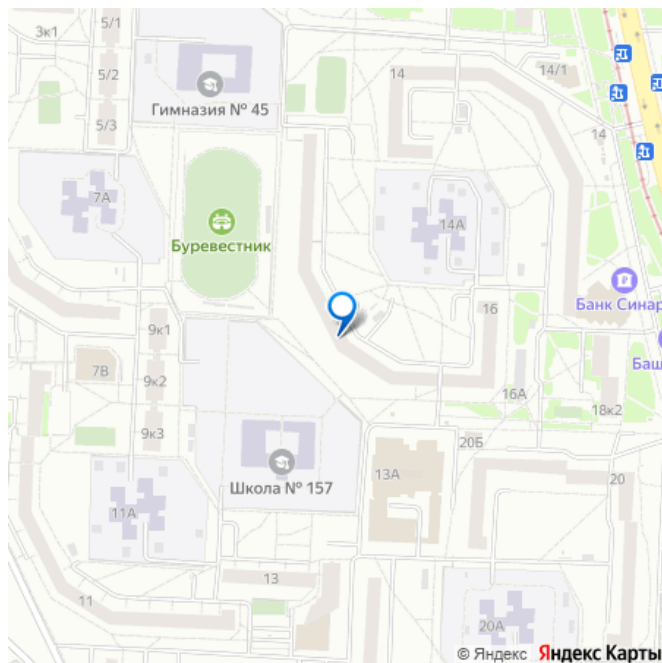 3к1
5/1
5/2
5/3
Гимназия № 45
14
14/1
14
7А
Буревестник
14А
Банк Синар
16
Баш
9к1
7В
9к2
16А
18к2
9к3
20Б
Школа № 157
13А
20
11А
13
11
20А
© Яндекс Яндекс Карты